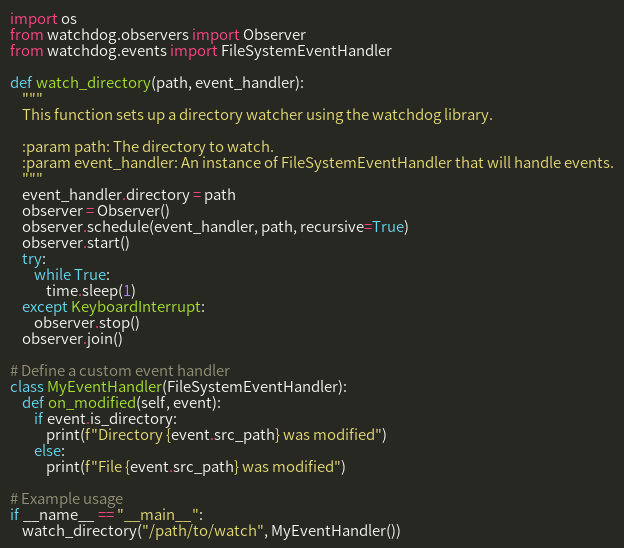 import os
from watchdog.observers import Observer
from watchdog.events import FileSystemEventHandler

def watch_directory(path, event_handler):
    """
    This function sets up a directory watcher using the watchdog library.

    :param path: The directory to watch.
    :param event_handler: An instance of FileSystemEventHandler that will handle events.
    """
    event_handler.directory = path
    observer = Observer()
    observer.schedule(event_handler, path, recursive=True)
    observer.start()
    try:
        while True:
            time.sleep(1)
    except KeyboardInterrupt:
        observer.stop()
    observer.join()

# Define a custom event handler
class MyEventHandler(FileSystemEventHandler):
    def on_modified(self, event):
        if event.is_directory:
            print(f"Directory {event.src_path} was modified")
        else:
            print(f"File {event.src_path} was modified")

# Example usage
if __name__ == "__main__":
    watch_directory("/path/to/watch", MyEventHandler())